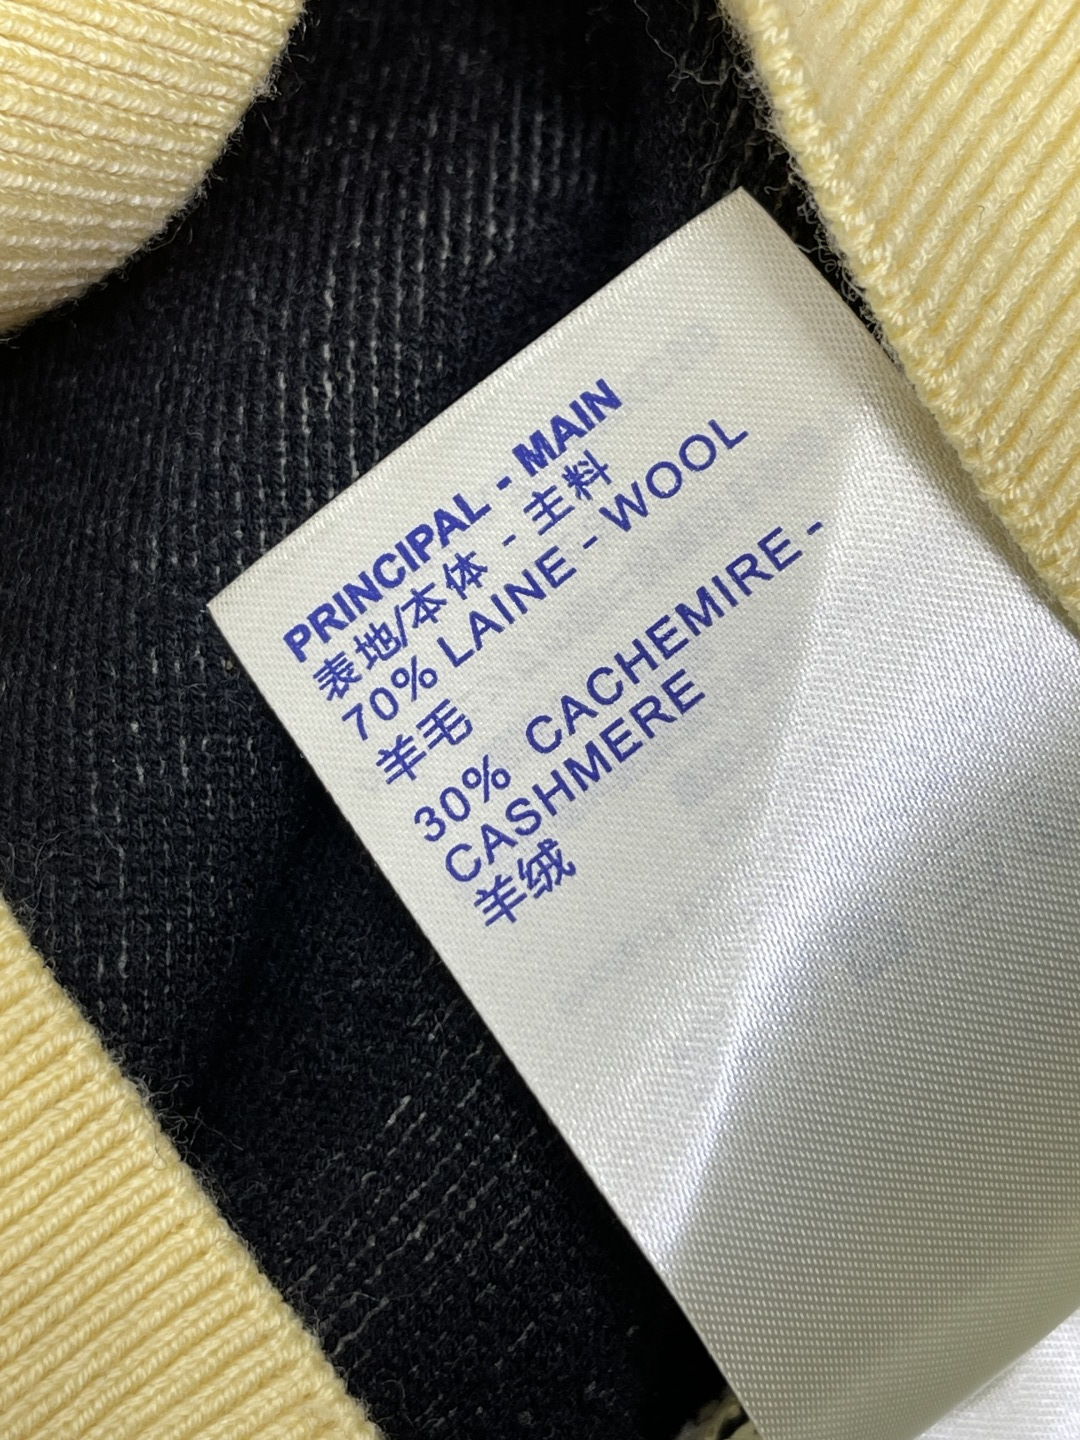 PRINCIPAL - MAIN
表地/本体 - 主料
70% LAINE - WOOL
羊毛
30% CACHEMIRE -
CASHMERE
羊绒